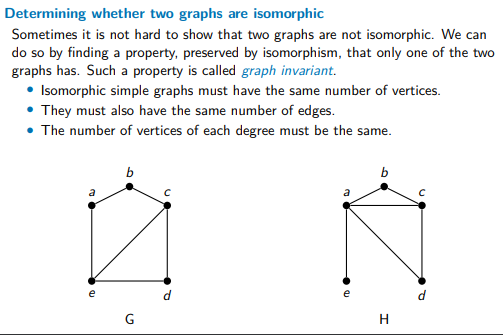 Determining whether two graphs are isomorphic
Sometimes it is not hard to show that two graphs are not isomorphic. We can
do so by finding a property, preserved by isomorphism, that only one of the two
graphs has. Such a property is called graph invariant.
• Isomorphic simple graphs must have the same number of vertices.
• They must also have the same number of edges.
• The number of vertices of each degree must be the same.
b b
a c a c
e d e d
G H